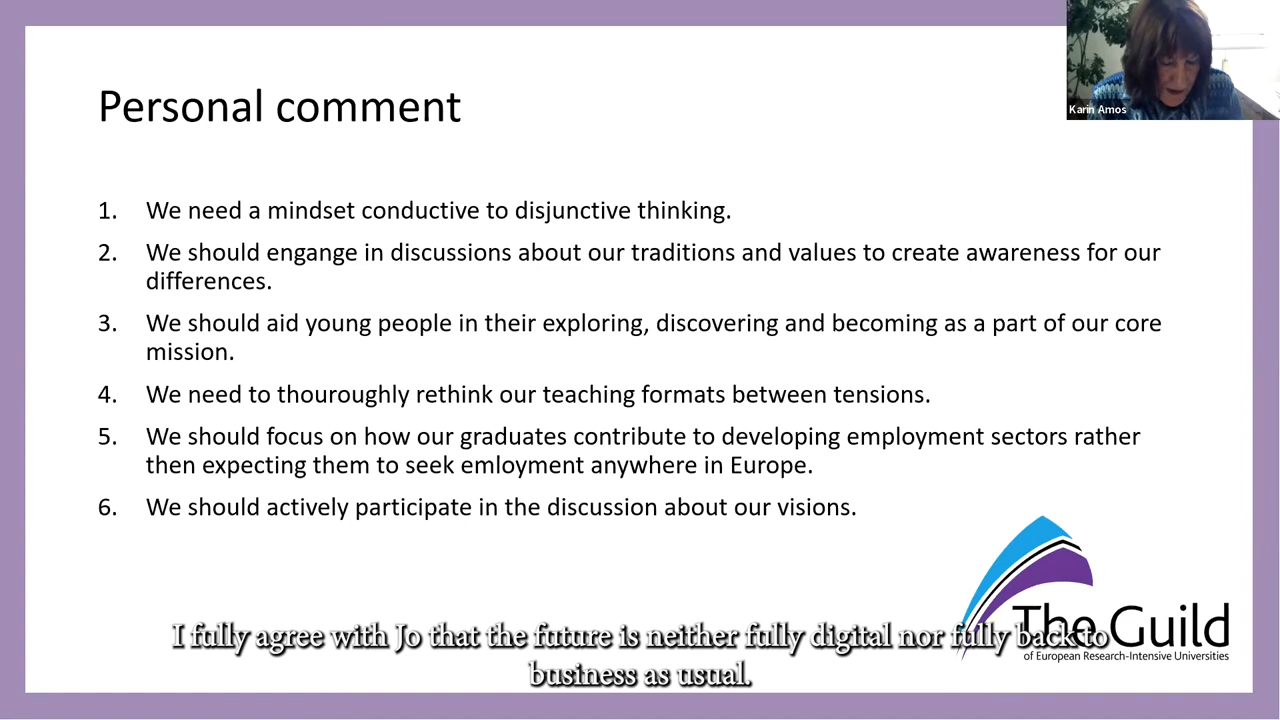 Karin Amos
Personal comment
1. We need a mindset conductive to disjunctive thinking.
2. We should engange in discussions about our traditions and values to create awareness for our
differences.
3. We should aid young people in their exploring, discovering and becoming as a part of our core
mission.
4. We need to thouroughly rethink our teaching formats between tensions.
5. We should focus on how our graduates contribute to developing employment sectors rather
then expecting them to seek emloyment anywhere in Europe.
6. We should actively participate in the discussion about our visions.
The Guild
of European Research-Intensive Universities
I fully agree with Jo that the future is neither fully digital nor fully back to
business as usual.